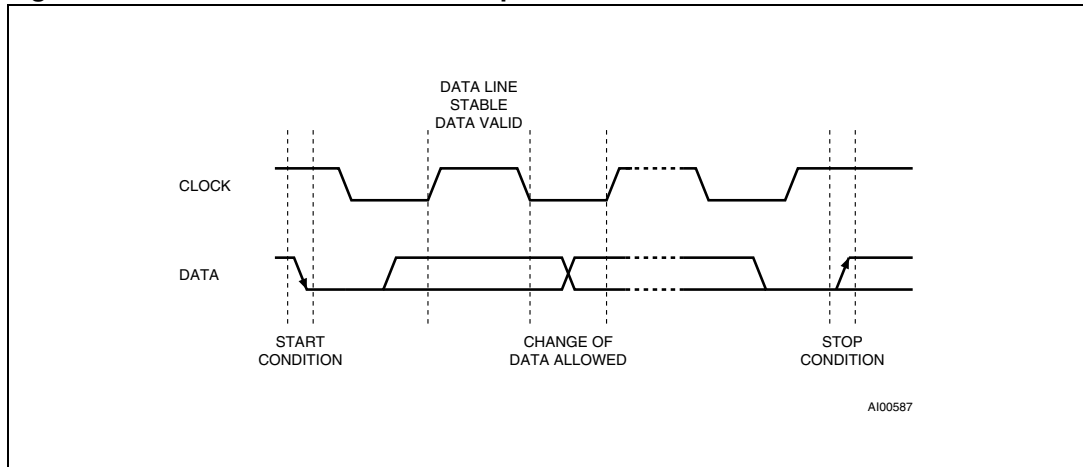 DATA LINE
STABLE
DATA VALID
CLOCK
DATA
START
CONDITION
CHANGE OF
DATA ALLOWED
STOP
CONDITION
AI00587